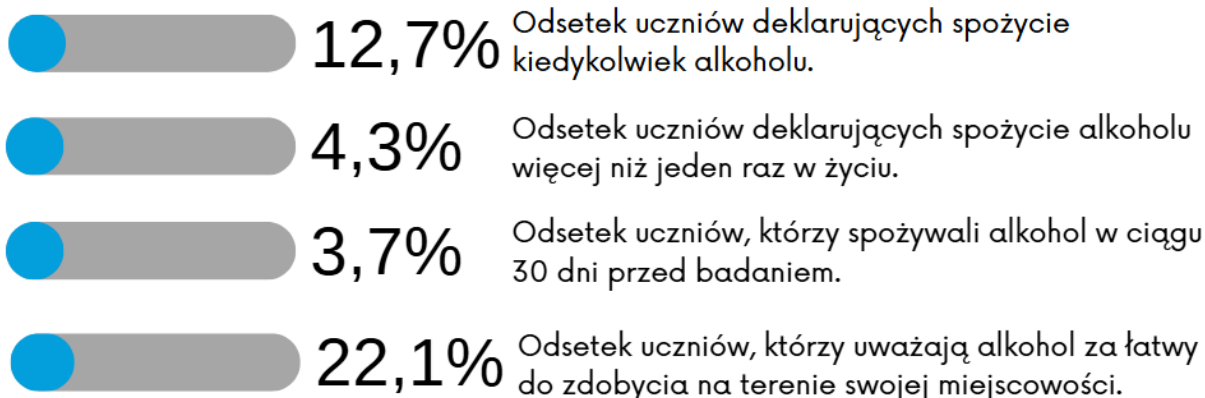 12,7%
Odsetek uczniów deklarujących spożycie
kiedykolwiek alkoholu.
4,3%
Odsetek uczniów deklarujących spożycie alkoholu
więcej niż jeden raz w życiu.
3,7%
Odsetek uczniów, którzy spożywali alkohol w ciągu
30 dni przed badaniem.
22,1%
Odsetek uczniów, którzy uważają alkohol za łatwy
do zdobycia na terenie swojej miejscowości.